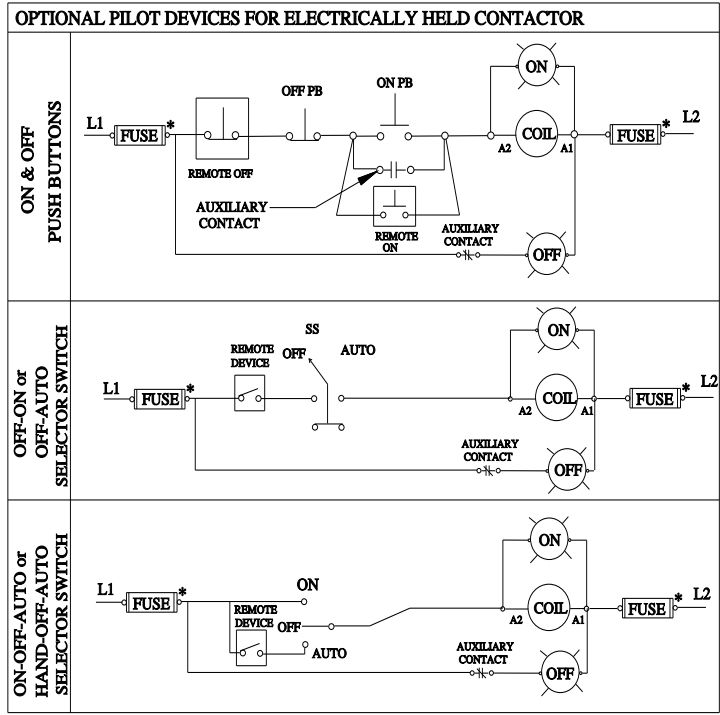 OPTIONAL PILOT DEVICES FOR ELECTRICALLY HELD CONTACTOR
ON & OFF
PUSH BUTTONS
ON
ON PB
OFF PB
L1
FUSE
*
COIL
A2
A1
FUSE
*
L2
REMOTE OFF
AUXILIARY
CONTACT
REMOTE
ON
AUXILIARY
CONTACT
OFF
OFF-ON or
OFF-AUTO
SELECTOR SWITCH
SS
ON
REMOTE
DEVICE
OFF
AUTO
L1
FUSE
*
COIL
A2
A1
FUSE
*
L2
AUXILIARY
CONTACT
OFF
ON-OFF-AUTO or
HAND-OFF-AUTO
SELECTOR SWITCH
ON
L1
FUSE
*
ON
REMOTE
DEVICE
OFF
AUTO
COIL
A2
A1
FUSE
*
L2
AUXILIARY
CONTACT
OFF